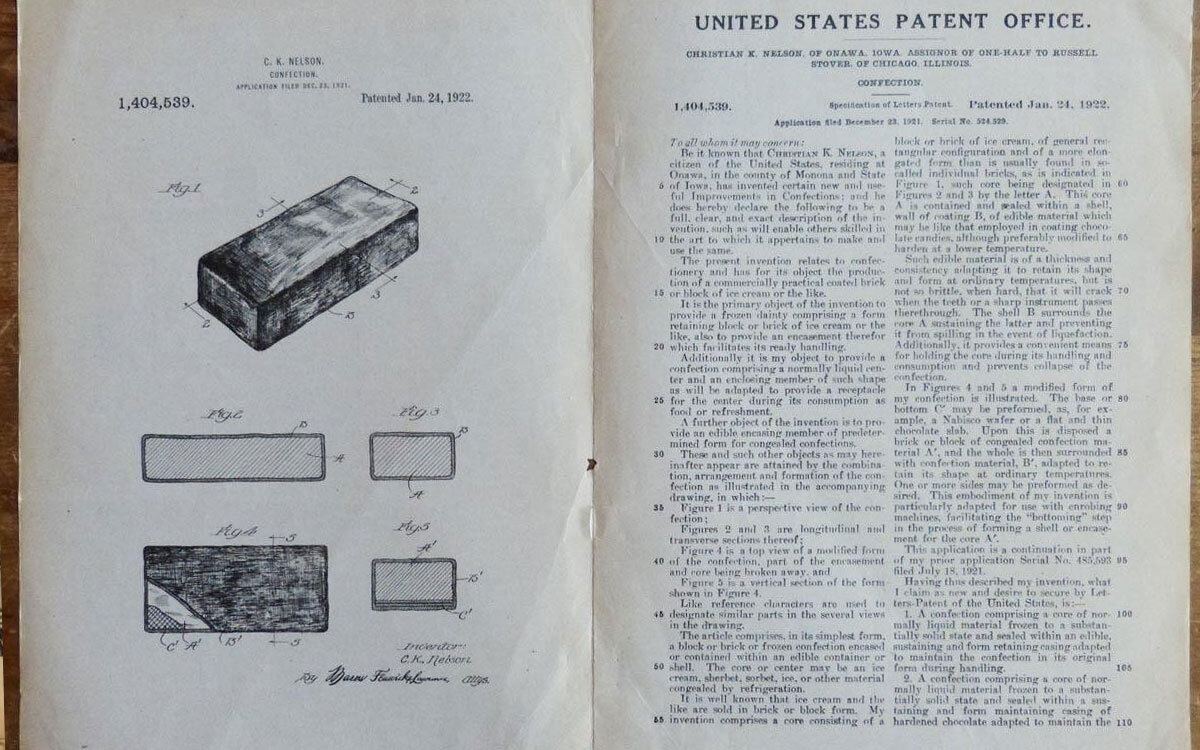 C. K. NELSON.
CONFECTION.
APPLICATION FILED DEC. 23, 1921.
1,404,539.
Patented Jan. 24, 1922.
Fig.1
2
3
3
2
B
Fig.2
B
A
Fig.3
B
A
Fig.4
5
5
C' A' B'
Fig.5
A'
B'
C'
Inventor:
C.K. Nelson
By
Attys.
UNITED STATES PATENT OFFICE.
CHRISTIAN K. NELSON, OF ONAWA, IOWA, ASSIGNOR OF ONE-HALF TO RUSSELL
STOVER, OF CHICAGO, ILLINOIS.
CONFECTION.
1,404,539.
Specification of Letters Patent.
Patented Jan. 24, 1922.
Application filed December 23, 1921. Serial No. 524,529.
To all whom it may concern:
Be it known that CHRISTIAN K. NELSON, a
citizen of the United States, residing at
Onawa, in the county of Monona and State
5 of Iowa, has invented certain new and use-
ful Improvements in Confections; and he
does hereby declare the following to be a
full, clear, and exact description of the in-
vention, such as will enable others skilled in
10 the art to which it appertains to make and
use the same.
The present invention relates to confec-
tionery and has for its object the produc-
tion of a commercially practical coated brick
15 or block of ice cream or the like.
It is the primary object of the invention to
provide a frozen dainty comprising a form
retaining block or brick of ice cream or the
like, also to provide an encasement therefor
20 which facilitates its ready handling.
Additionally it is my object to provide a
confection comprising a normally liquid cen-
ter and an enclosing member of such shape
as will be adapted to provide a receptacle
25 for the center during its consumption as
food or refreshment.
A further object of the invention is to pro-
vide an edible encasing member of predeter-
mined form for congealed confections.
30 These and such other objects as may here-
inafter appear are attained by the combina-
tion, arrangement and formation of the con-
fection as illustrated in the accompanying
drawing, in which:—
35 Figure 1 is a perspective view of the con-
fection;
Figures 2 and 3 are longitudinal and
transverse sections thereof;
Figure 4 is a top view of a modified form
40 of the confection, part of the encasement
and core being broken away, and
Figure 5 is a vertical section of the form
shown in Figure 4.
Like reference characters are used to
45 designate similar parts in the several views
in the drawing.
The article comprises, in its simplest form,
a block or brick or frozen confection encased
or contained within an edible container or
50 shell. The core or center may be an ice
cream, sherbet, sorbet, ice, or other material
congealed by refrigeration.
It is well known that ice cream and the
like are sold in brick or block form. My
55 invention comprises a core consisting of a
block or brick of ice cream, of general rec-
tangular configuration and of a more elon-
gated form than is usually found in so-
called individual bricks, as is indicated in
Figure 1, such core being designated in 60
Figures 2 and 3 by the letter A. This core
A is contained and sealed within a shell,
wall of coating B, of edible material which
may be like that employed in coating choco-
late candies, although preferably modified to 65
harden at a lower temperature.
Such edible material is of a thickness and
consistency adapting it to retain its shape
and form at ordinary temperatures, but is
not so brittle, when hard, that it will crack 70
when the teeth or a sharp instrument passes
therethrough. The shell B surrounds the
core A sustaining the latter and preventing
it from spilling in the event of liquefaction.
Additionally, it provides a convenient means 75
for holding the core during its handling and
consumption and prevents collapse of the
confection.
In Figures 4 and 5 a modified form of
my confection is illustrated. The base or 80
bottom C' may be preformed, as, for ex-
ample, a Nabisco wafer or a flat and thin
chocolate slab. Upon this is disposed a
brick or block of congealed confection ma-
terial A', and the whole is then surrounded 85
with confection material, B', adapted to re-
tain its shape at ordinary temperatures.
One or more sides may be preformed as de-
sired. This embodiment of my invention is
particularly adapted for use with enrobing 90
machines, facilitating the "bottoming" step
in the process of forming a shell or encase-
ment for the core A'.
This application is a continuation in part
of my prior application Serial No. 485,593 95
filed July 18, 1921.
Having thus described my invention, what
I claim as new and desire to secure by Let-
ters-Patent of the United States, is:—
1. A confection comprising a core of nor- 100
mally liquid material frozen to a substan-
tially solid state and sealed within an edible,
sustaining and form retaining casing adapted
to maintain the confection in its original
form during handling. 105
2. A confection comprising a core of nor-
mally liquid material frozen to a substan-
tially solid state and sealed within a sus-
taining and form maintaining casing of
hardened chocolate adapted to maintain the 110